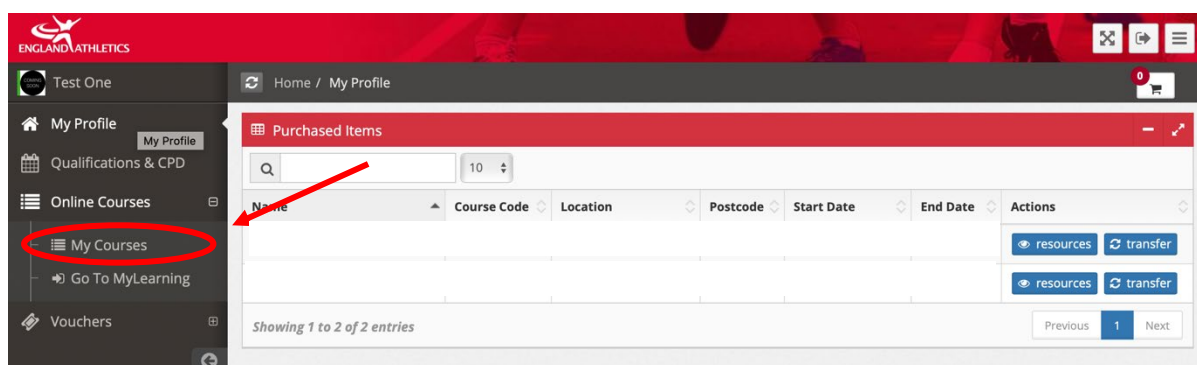 ENGLAND ATHLETICS
COMING SOON
Test One
Home / My Profile
0
My Profile
My Profile
Qualifications & CPD
Online Courses
My Courses
Go To MyLearning
Vouchers
Purchased Items
10
Name Course Code Location Postcode Start Date End Date Actions
resources transfer
resources transfer
Showing 1 to 2 of 2 entries
Previous 1 Next